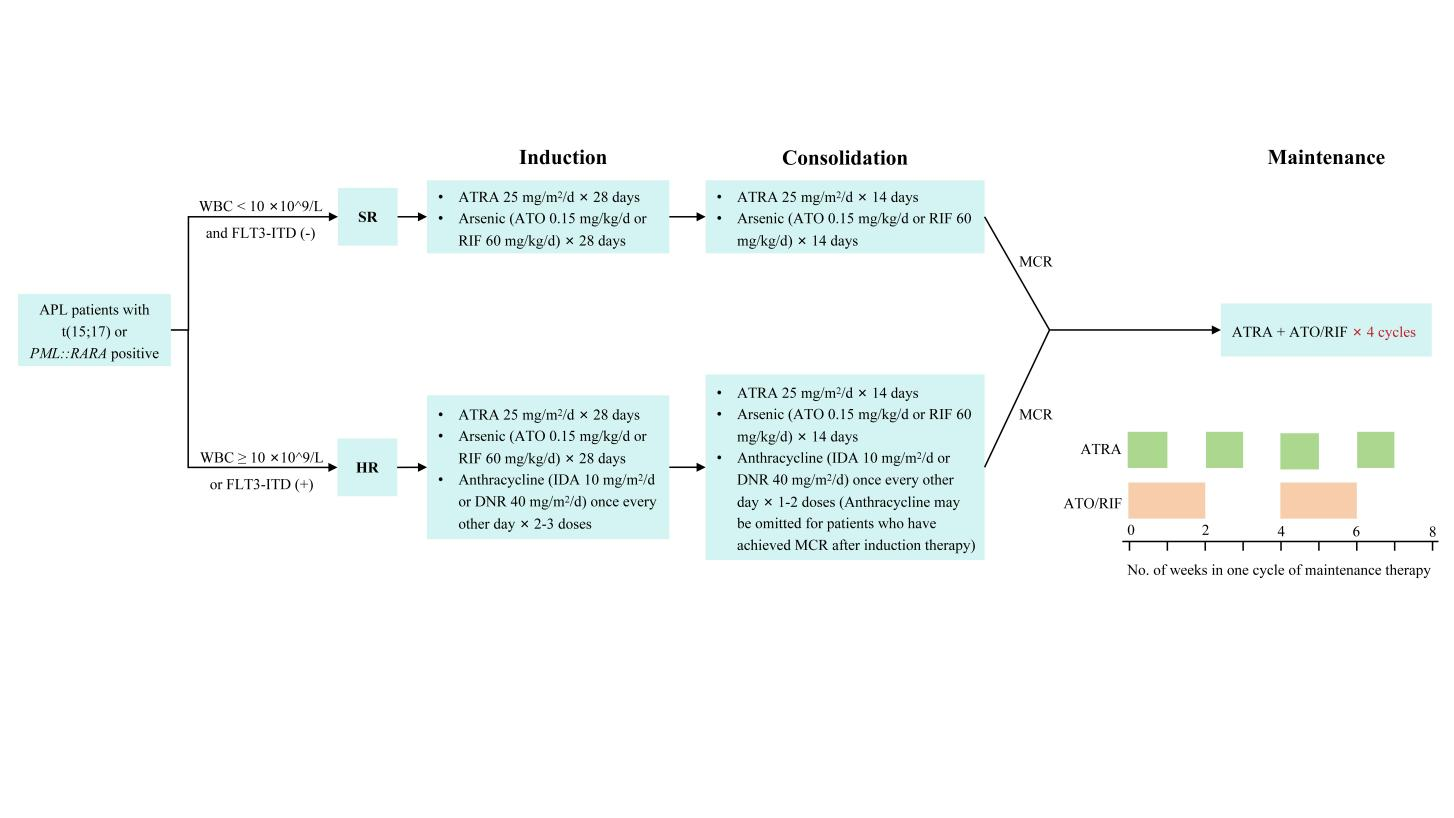 Induction
Consolidation
Maintenance
APL patients with
t(15;17) or
PML::RARA positive
WBC < 10 ×10^9/L
and FLT3-ITD (-)
SR
• ATRA 25 mg/m²/d × 28 days
• Arsenic (ATO 0.15 mg/kg/d or
RIF 60 mg/kg/d) × 28 days
• ATRA 25 mg/m²/d × 14 days
• Arsenic (ATO 0.15 mg/kg/d or RIF 60
mg/kg/d) × 14 days
MCR
WBC ≥ 10 ×10^9/L
or FLT3-ITD (+)
HR
• ATRA 25 mg/m²/d × 28 days
• Arsenic (ATO 0.15 mg/kg/d or
RIF 60 mg/kg/d) × 28 days
• Anthracycline (IDA 10 mg/m²/d
or DNR 40 mg/m²/d) once every
other day × 2-3 doses
• ATRA 25 mg/m²/d × 14 days
• Arsenic (ATO 0.15 mg/kg/d or RIF 60
mg/kg/d) × 14 days
• Anthracycline (IDA 10 mg/m²/d or
DNR 40 mg/m²/d) once every other
day × 1-2 doses (Anthracycline may
be omitted for patients who have
achieved MCR after induction therapy)
MCR
ATRA + ATO/RIF × 4 cycles
ATRA
ATO/RIF
0 2 4 6 8
No. of weeks in one cycle of maintenance therapy